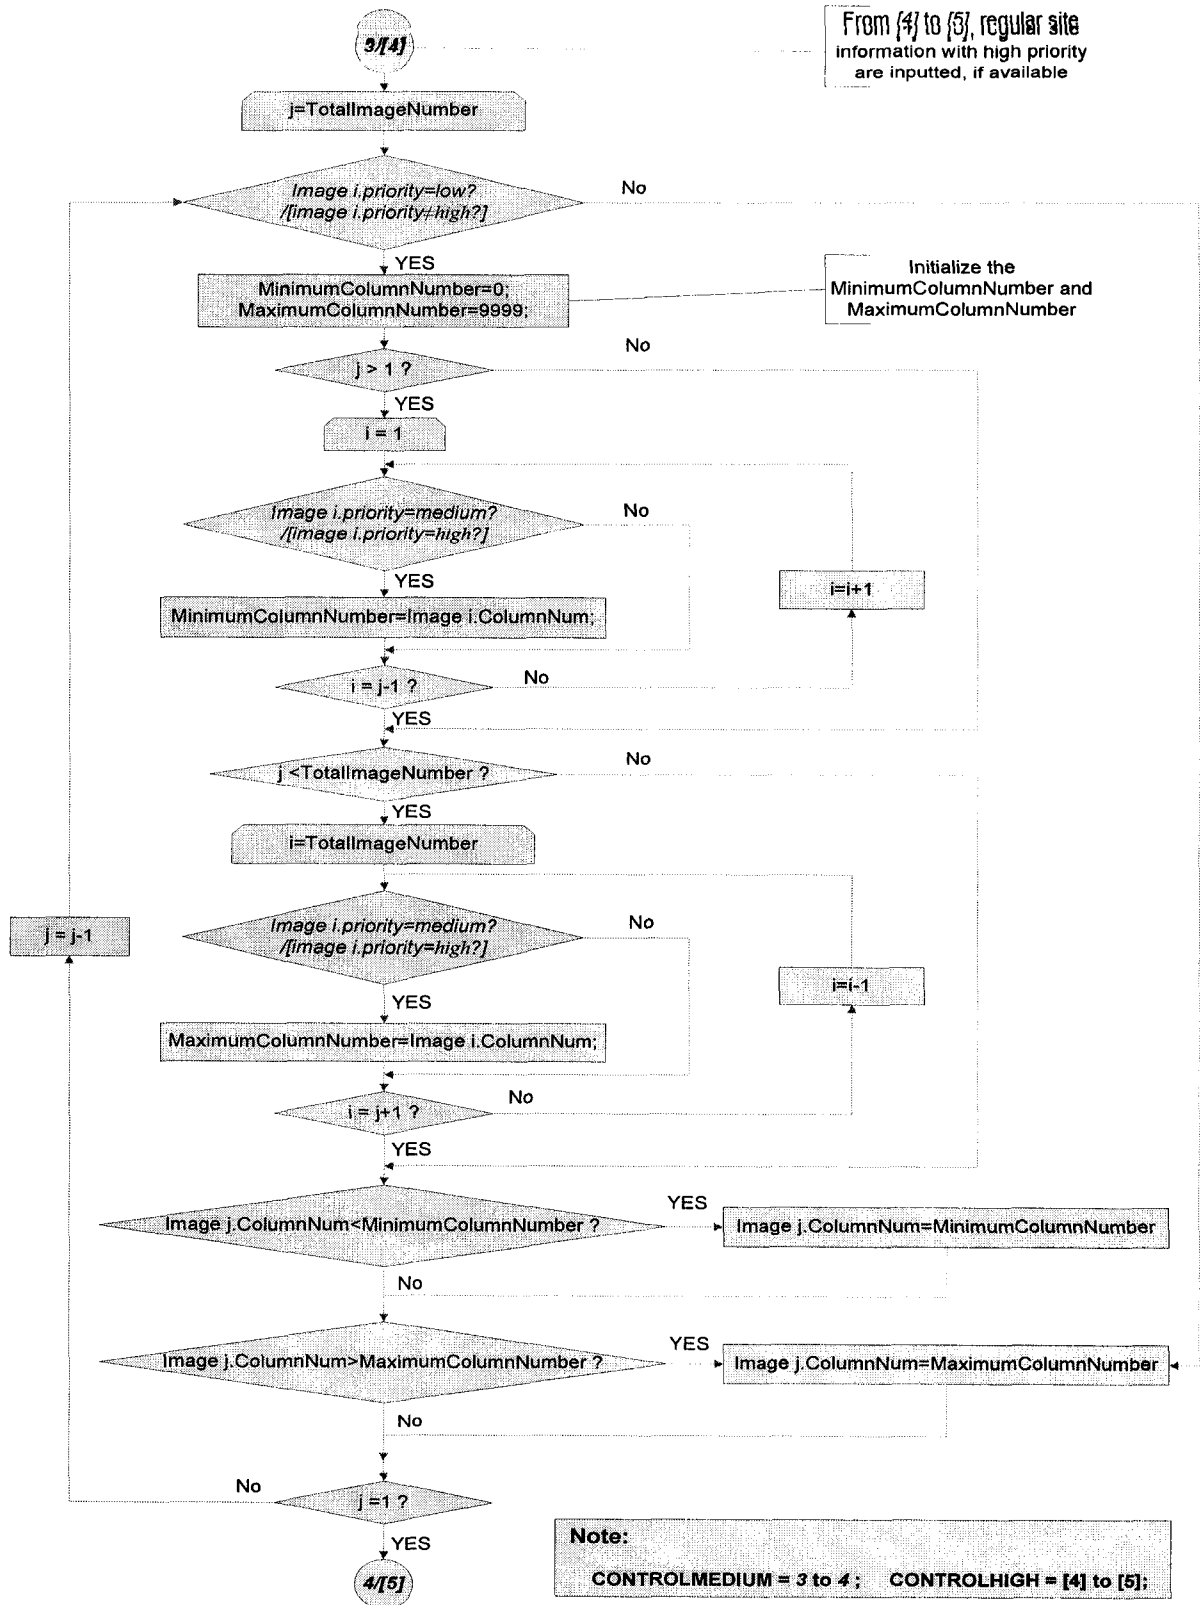 3/[4]
From [4] to [5], regular site
information with high priority
are inputted, if available
j=TotalImageNumber
Image i.priority=low?
/[image i.priority≠high?]
No
YES
MinimumColumnNumber=0;
MaximumColumnNumber=9999;
Initialize the
MinimumColumnNumber and
MaximumColumnNumber
No
j > 1 ?
YES
i = 1
Image i.priority=medium?
/[image i.priority=high?]
No
YES
i=i+1
MinimumColumnNumber=Image i.ColumnNum;
i = j-1 ?
No
YES
j <TotalImageNumber ?
No
YES
i=TotalImageNumber
Image i.priority=medium?
/[image i.priority=high?]
No
j = j-1
YES
i=i-1
MaximumColumnNumber=Image i.ColumnNum;
i = j+1 ?
No
YES
Image j.ColumnNum<MinimumColumnNumber ?
YES
Image j.ColumnNum=MinimumColumnNumber
No
Image j.ColumnNum>MaximumColumnNumber ?
YES
Image j.ColumnNum=MaximumColumnNumber
No
No
j =1 ?
YES
4/[5]
Note:
CONTROLMEDIUM = 3 to 4 ; CONTROLHIGH = [4] to [5];